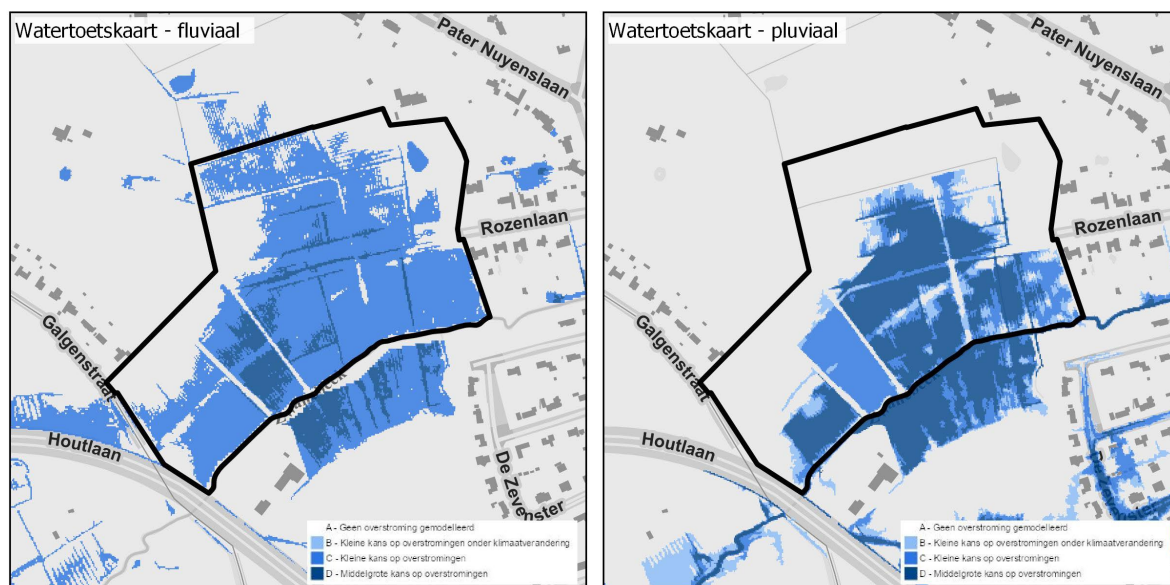 Watertoetskaart - fluviaal
Pater Nuyenslaan
Rozenlaan
Galgenstraat
Houtlaan
De Zevenster
A - Geen overstroming gemodelleerd
B - Kleine kans op overstromingen onder klimaatverandering
C - Kleine kans op overstromingen
D - Middelgrote kans op overstromingen
Watertoetskaart - pluviaal
Pater Nuyenslaan
Rozenlaan
Galgenstraat
Houtlaan
De Zevenster
A - Geen overstroming gemodelleerd
B - Kleine kans op overstromingen onder klimaatverandering
C - Kleine kans op overstromingen
D - Middelgrote kans op overstromingen